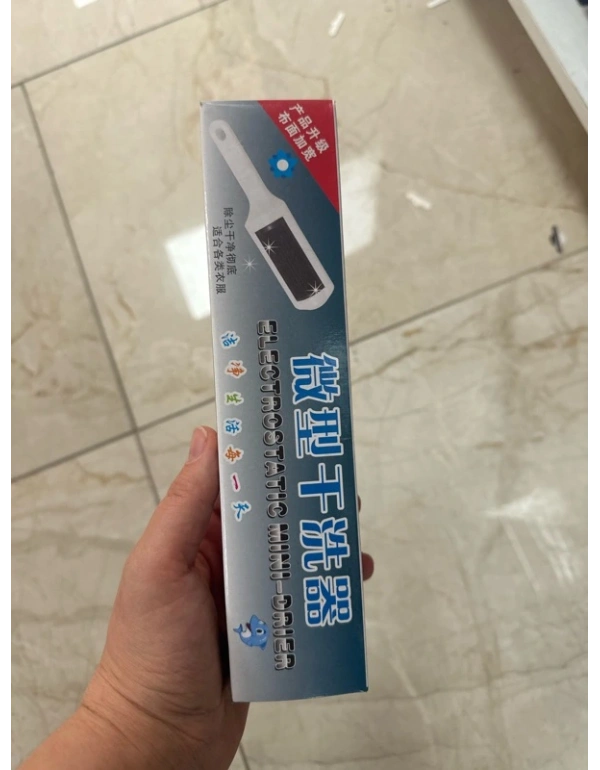 产品升级
布面加宽
除尘干净彻底
适合各类衣服
微型干洗器
ELECTROSTATIC MINI-DRIER
洁净生活每一天